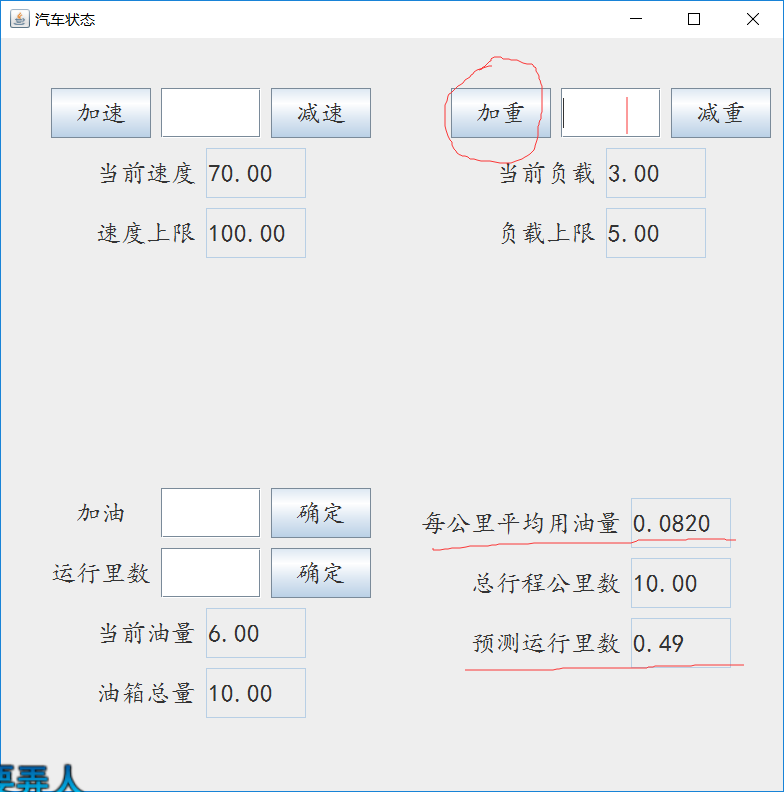 汽车状态
加速 减速 加重 减重
当前速度 70.00 当前负载 3.00
速度上限 100.00 负载上限 5.00
加油 确定 每公里平均用油量 0.0820
运行里数 确定 总行程公里数 10.00
当前油量 6.00 预测运行里数 0.49
油箱总量 10.00
弄人